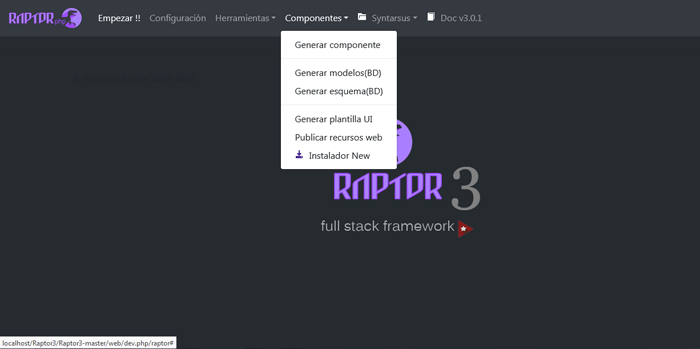 RAPTOR.php Empezar !! Configuración Herramientas Componentes Syntarsus Doc v3.0.1
Generar componente
Generar modelos(BD)
Generar esquema(BD)
Generar plantilla UI
Publicar recursos web
Instalador New
RAPTOR 3
full stack framework
localhost/Raptor3/Raptor3-master/web/dev.php/raptor#